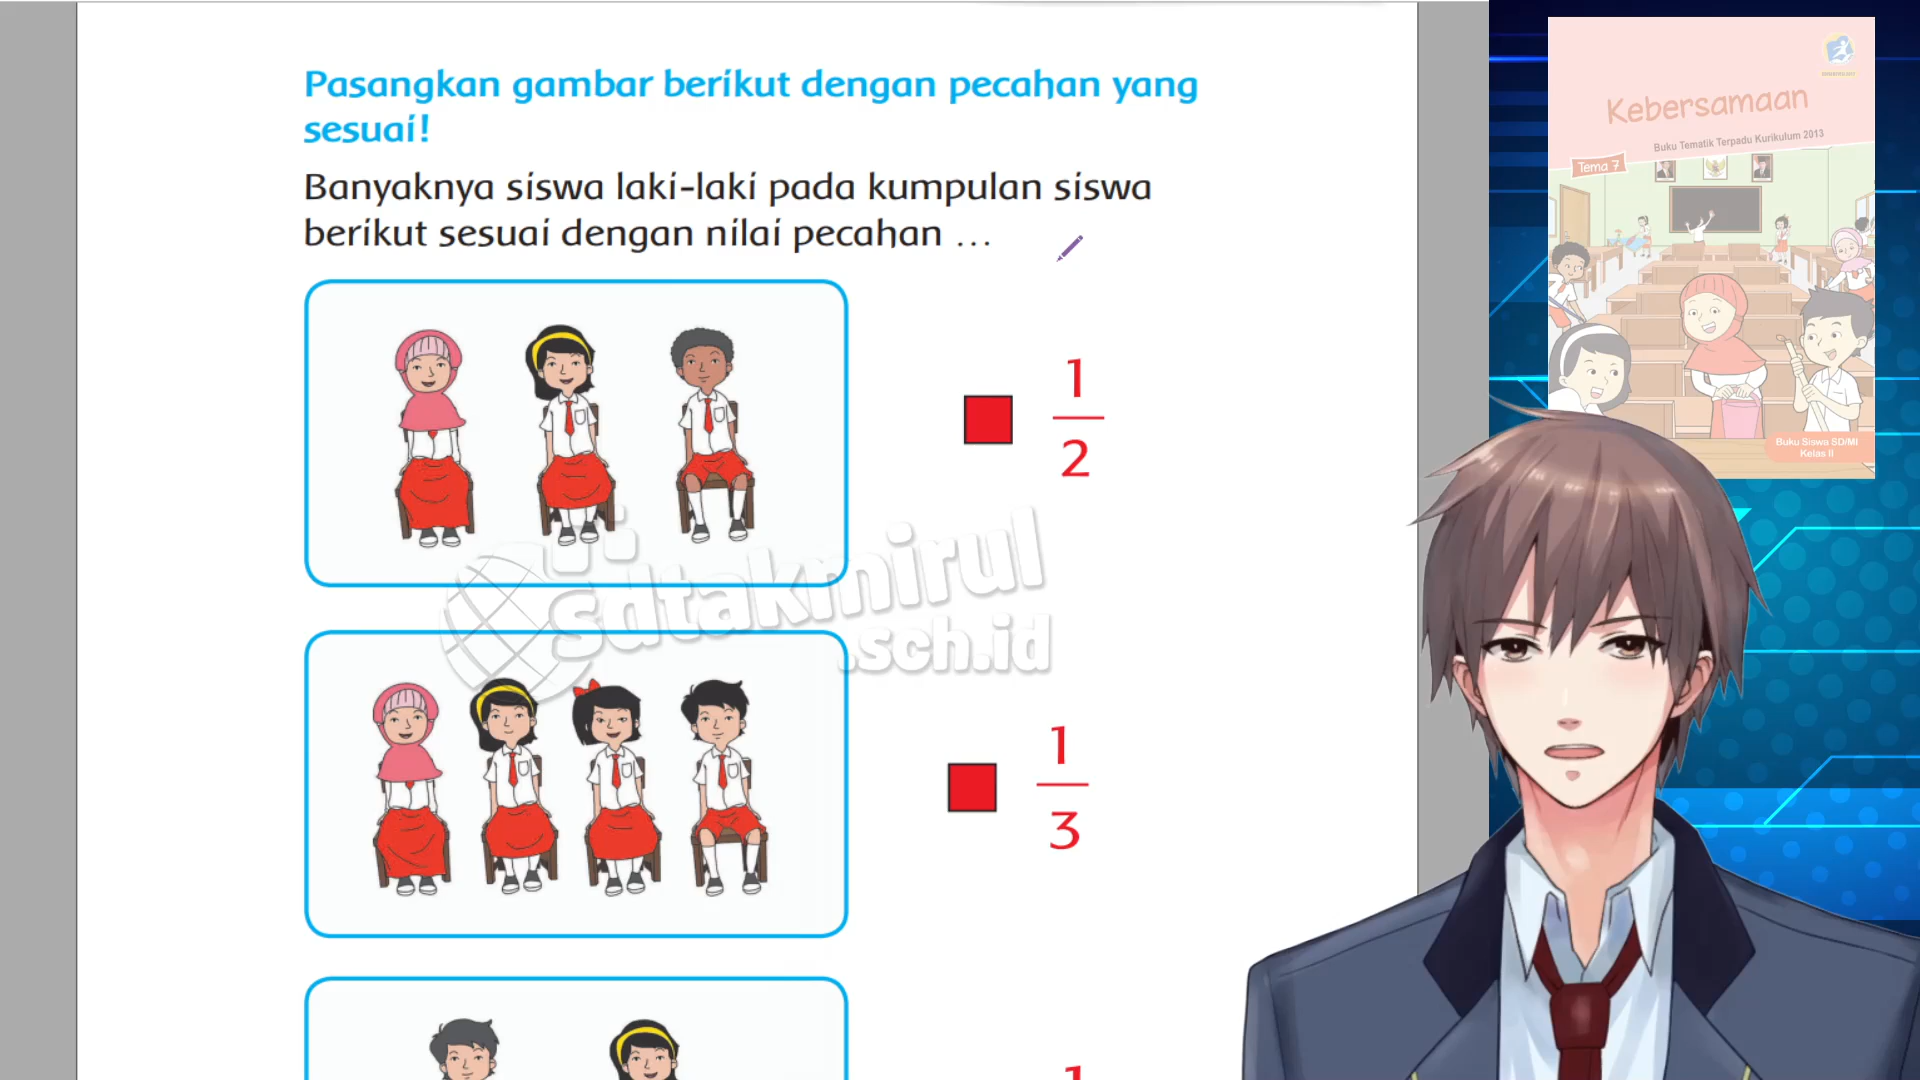 Pasangkan gambar berikut dengan pecahan yang
sesuai!
Banyaknya siswa laki-laki pada kumpulan siswa
berikut sesuai dengan nilai pecahan ...
1
2
sdtakmirul
.sch.id
1
3
1
Kebersamaan
Buku Tematik Terpadu Kurikulum 2013
Tema 7
Buku Siswa SD/MI
Kelas II